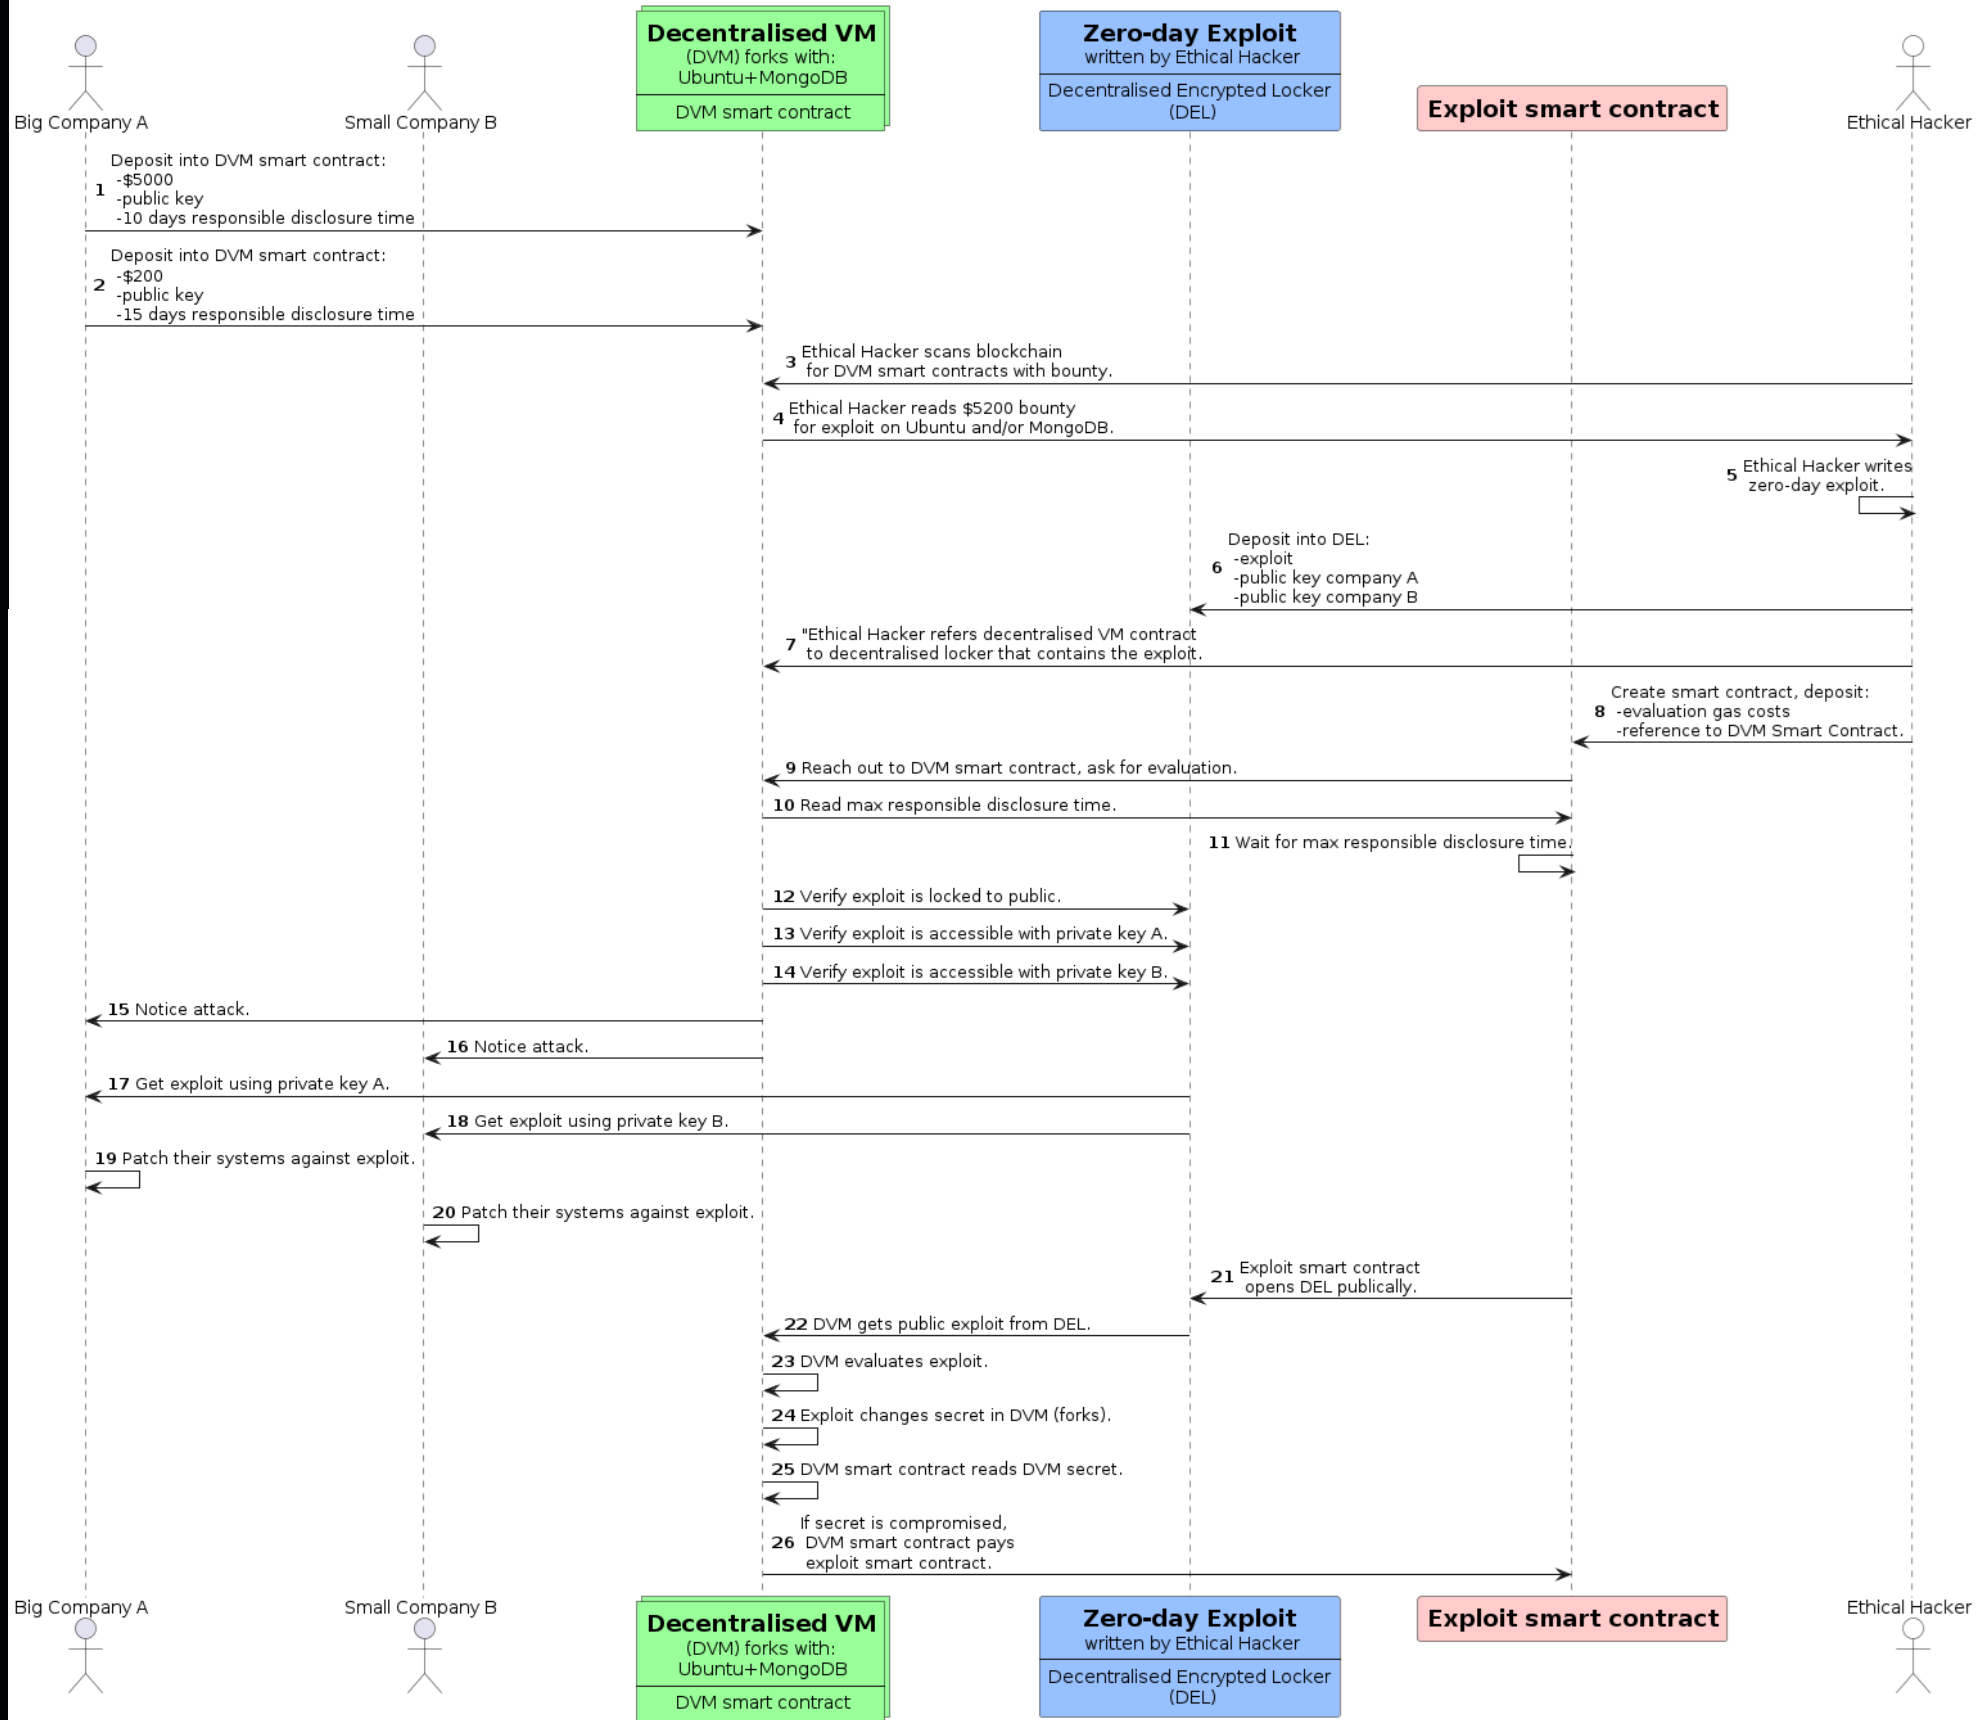 Big Company A
Small Company B
Decentralised VM
(DVM) forks with:
Ubuntu+MongoDB
DVM smart contract
Zero-day Exploit
written by Ethical Hacker
Decentralised Encrypted Locker
(DEL)
Exploit smart contract
Ethical Hacker
Deposit into DVM smart contract:
1 -$5000
-public key
-10 days responsible disclosure time
Deposit into DVM smart contract:
2 -$200
-public key
-15 days responsible disclosure time
3 Ethical Hacker scans blockchain
for DVM smart contracts with bounty.
4 Ethical Hacker reads $5200 bounty
for exploit on Ubuntu and/or MongoDB.
5 Ethical Hacker writes
zero-day exploit.
Deposit into DEL:
6 -exploit
-public key company A
-public key company B
7 "Ethical Hacker refers decentralised VM contract
to decentralised locker that contains the exploit.
Create smart contract, deposit:
8 -evaluation gas costs
-reference to DVM Smart Contract.
9 Reach out to DVM smart contract, ask for evaluation.
10 Read max responsible disclosure time.
11 Wait for max responsible disclosure time.
12 Verify exploit is locked to public.
13 Verify exploit is accessible with private key A.
14 Verify exploit is accessible with private key B.
15 Notice attack.
16 Notice attack.
17 Get exploit using private key A.
18 Get exploit using private key B.
19 Patch their systems against exploit.
20 Patch their systems against exploit.
21 Exploit smart contract
opens DEL publically.
22 DVM gets public exploit from DEL.
23 DVM evaluates exploit.
24 Exploit changes secret in DVM (forks).
25 DVM smart contract reads DVM secret.
If secret is compromised,
26 DVM smart contract pays
exploit smart contract.
Big Company A
Small Company B
Decentralised VM
(DVM) forks with:
Ubuntu+MongoDB
DVM smart contract
Zero-day Exploit
written by Ethical Hacker
Decentralised Encrypted Locker
(DEL)
Exploit smart contract
Ethical Hacker